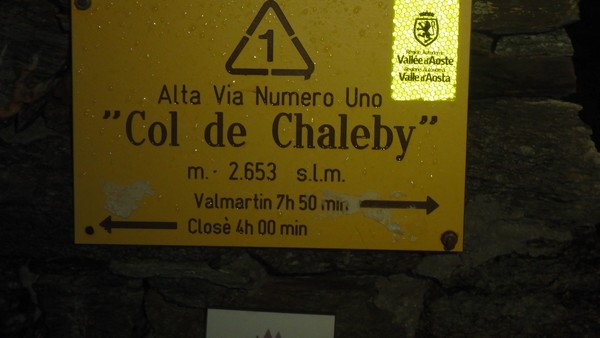 1
Région Autonome
Vallée d'Aoste
Regione Autonoma
Valle d'Aosta
Alta Via Numero Uno
"Col de Chaleby"
m. - 2.653 s.l.m.
Valmartin 7h 50 min
Closè 4h 00 min